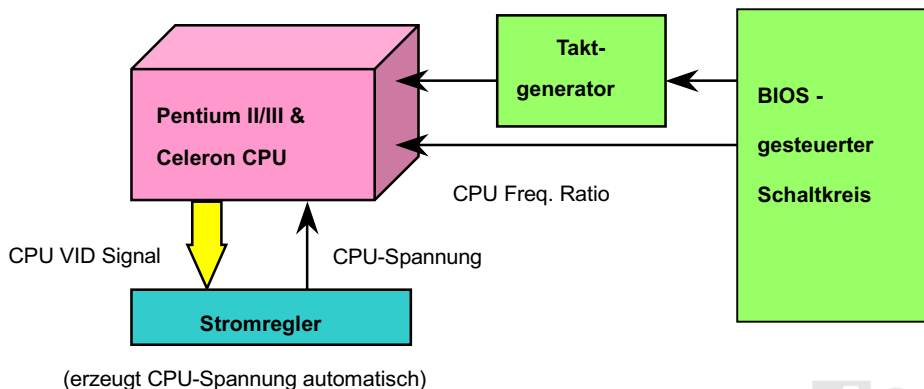 Takt-
generator
BIOS -
gesteuerter
Schaltkreis
Pentium II/III &
Celeron CPU
CPU Freq. Ratio
CPU VID Signal
CPU-Spannung
Stromregler
(erzeugt CPU-Spannung automatisch)